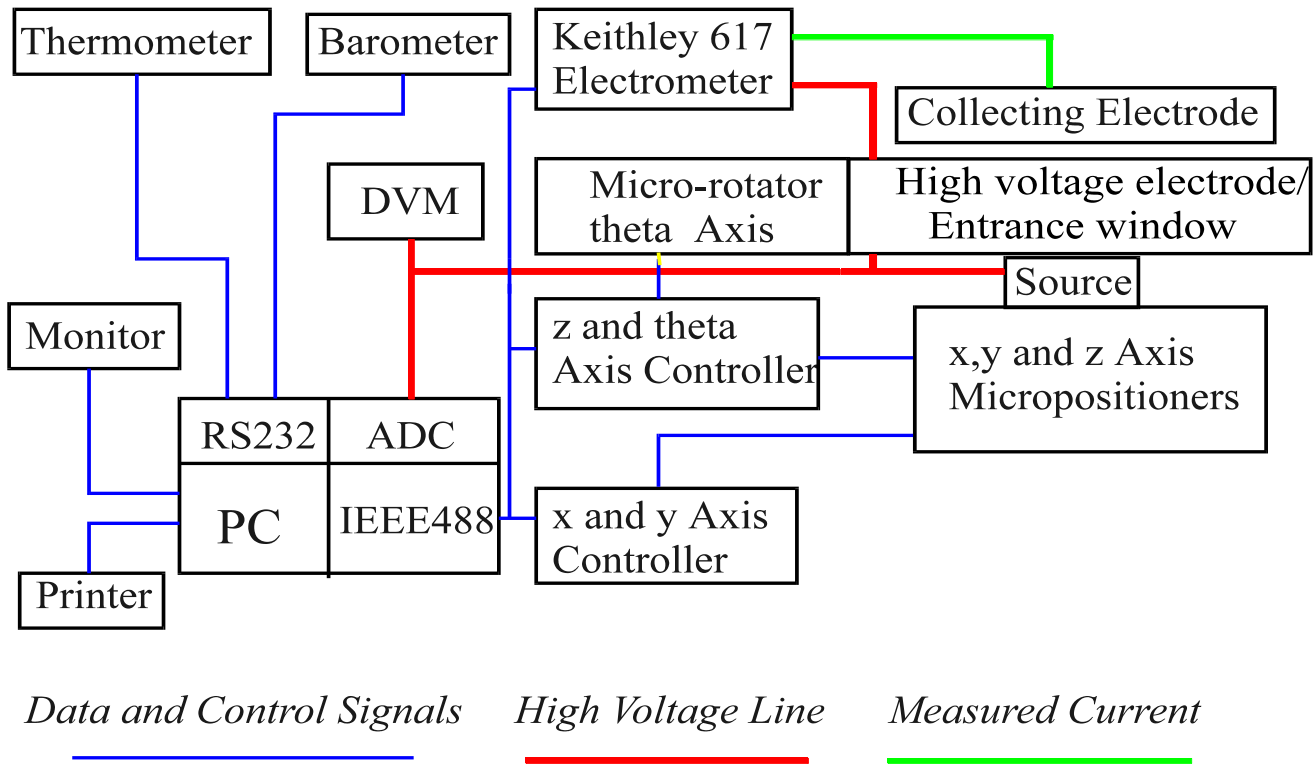 Thermometer
Barometer
Keithley 617
Electrometer
Collecting Electrode
DVM
Micro-rotator
theta Axis
High voltage electrode/
Entrance window
Source
Monitor
z and theta
Axis Controller
x,y and z Axis
Micropositioners
RS232
ADC
PC
IEEE488
x and y Axis
Controller
Printer
Data and Control Signals
High Voltage Line
Measured Current